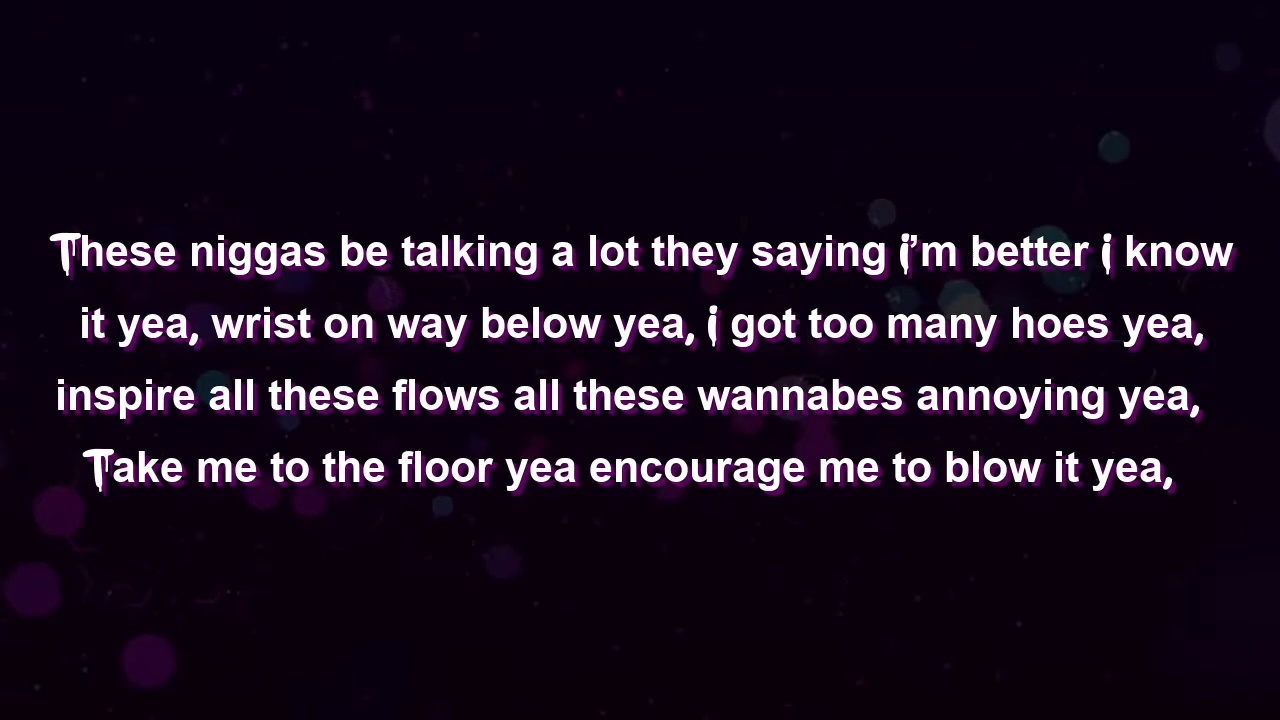 These niggas be talking a lot they saying i’m better i know
it yea, wrist on way below yea, i got too many hoes yea,
inspire all these flows all these wannabes annoying yea,
Take me to the floor yea encourage me to blow it yea,